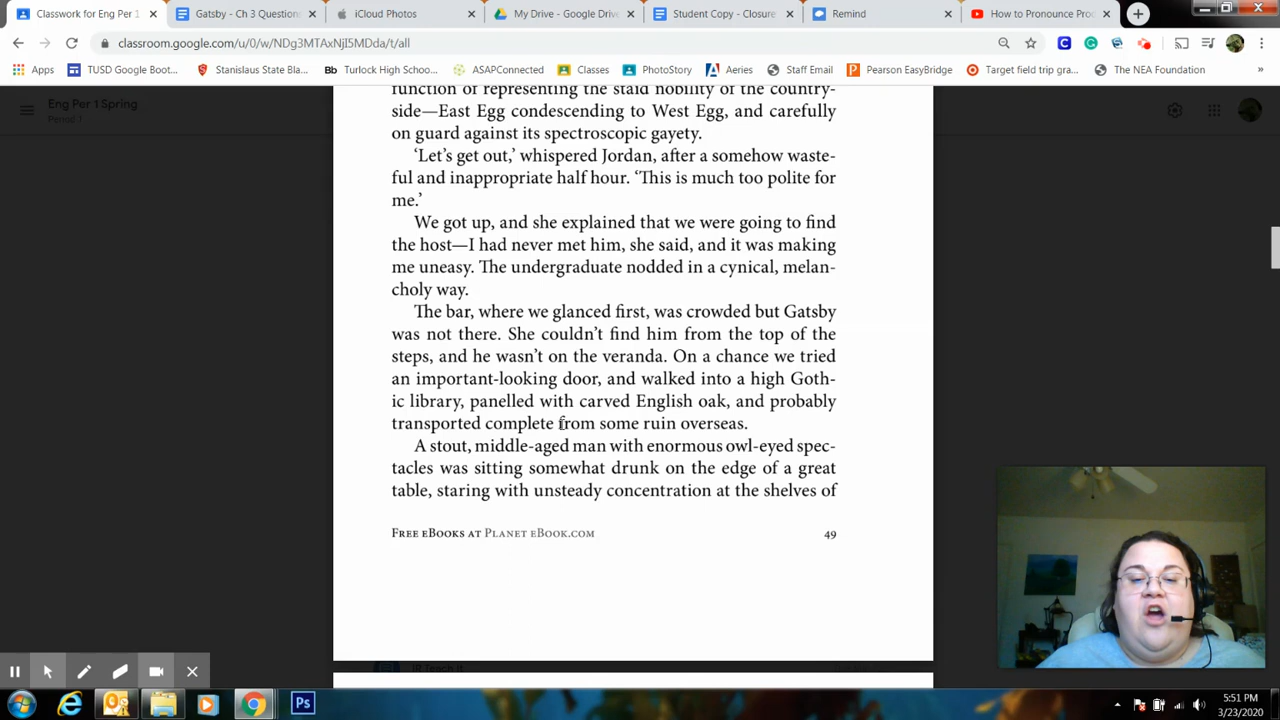 Classwork for Eng Per 1
Gatsby - Ch 3 Question
iCloud Photos
My Drive - Google Driv
Student Copy - Closure
Remind
How to Pronounce Proc
classroom.google.com/u/0/w/NDg3MTAxNjI5MDda/t/all
Apps
TUSD Google Boot...
Stanislaus State Bla...
Bb Turlock High Schoo...
ASAPConnected
Classes
PhotoStory
Aeries
Staff Email
Pearson EasyBridge
Target field trip gra...
The NEA Foundation
Eng Per 1 Spring
Period 1
function of representing the staid nobility of the country-
side—East Egg condescending to West Egg, and carefully
on guard against its spectroscopic gayety.
‘Let’s get out,’ whispered Jordan, after a somehow waste-
ful and inappropriate half hour. ‘This is much too polite for
me.’
We got up, and she explained that we were going to find
the host—I had never met him, she said, and it was making
me uneasy. The undergraduate nodded in a cynical, melan-
choly way.
The bar, where we glanced first, was crowded but Gatsby
was not there. She couldn’t find him from the top of the
steps, and he wasn’t on the veranda. On a chance we tried
an important-looking door, and walked into a high Goth-
ic library, panelled with carved English oak, and probably
transported complete from some ruin overseas.
A stout, middle-aged man with enormous owl-eyed spec-
tacles was sitting somewhat drunk on the edge of a great
table, staring with unsteady concentration at the shelves of
Free eBooks at Planet eBook.com
49
Ps
5:51 PM
3/23/2020